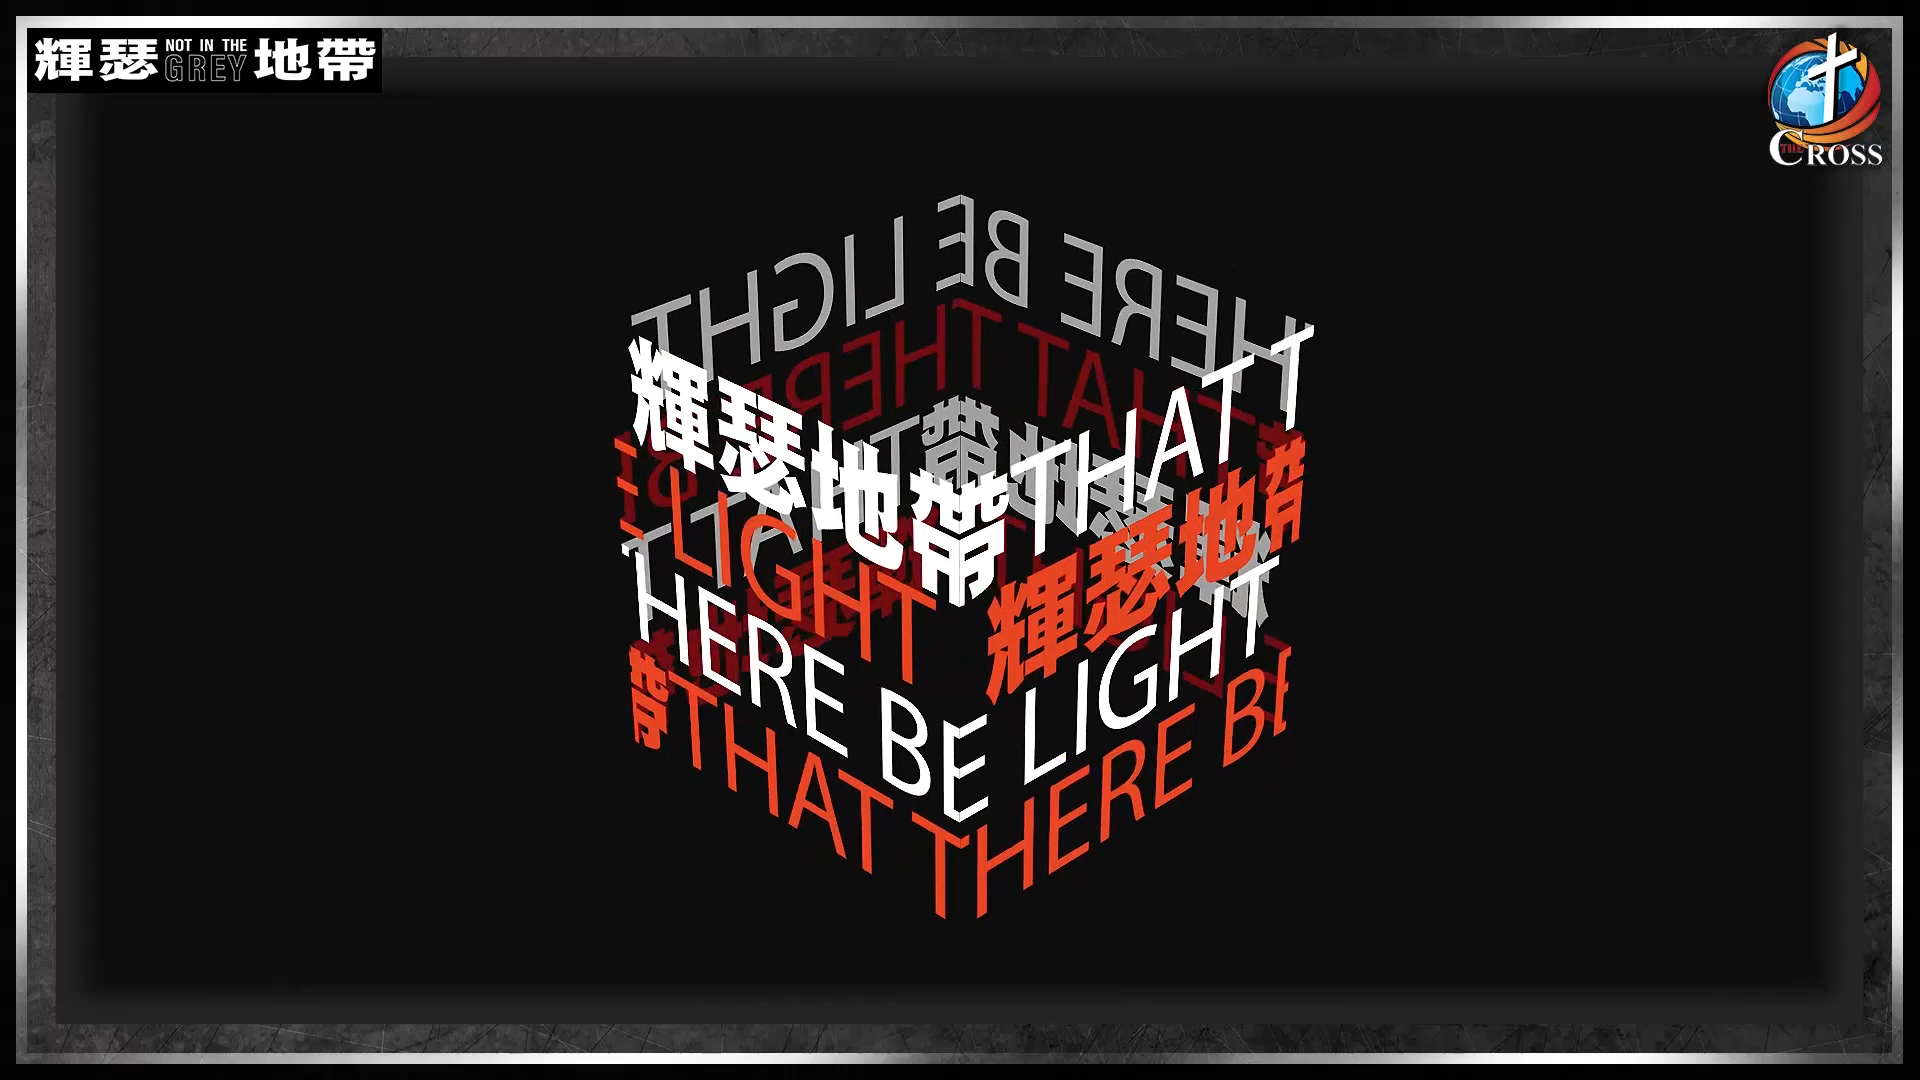 輝瑟 NOT IN THE GREY 地帶
THE CROSS
HERE BE LIGHT
THAT THERE
輝瑟地帶 THAT T
E LIGHT 輝瑟地帶
HERE BE LIGHT
帶 THAT THERE BE